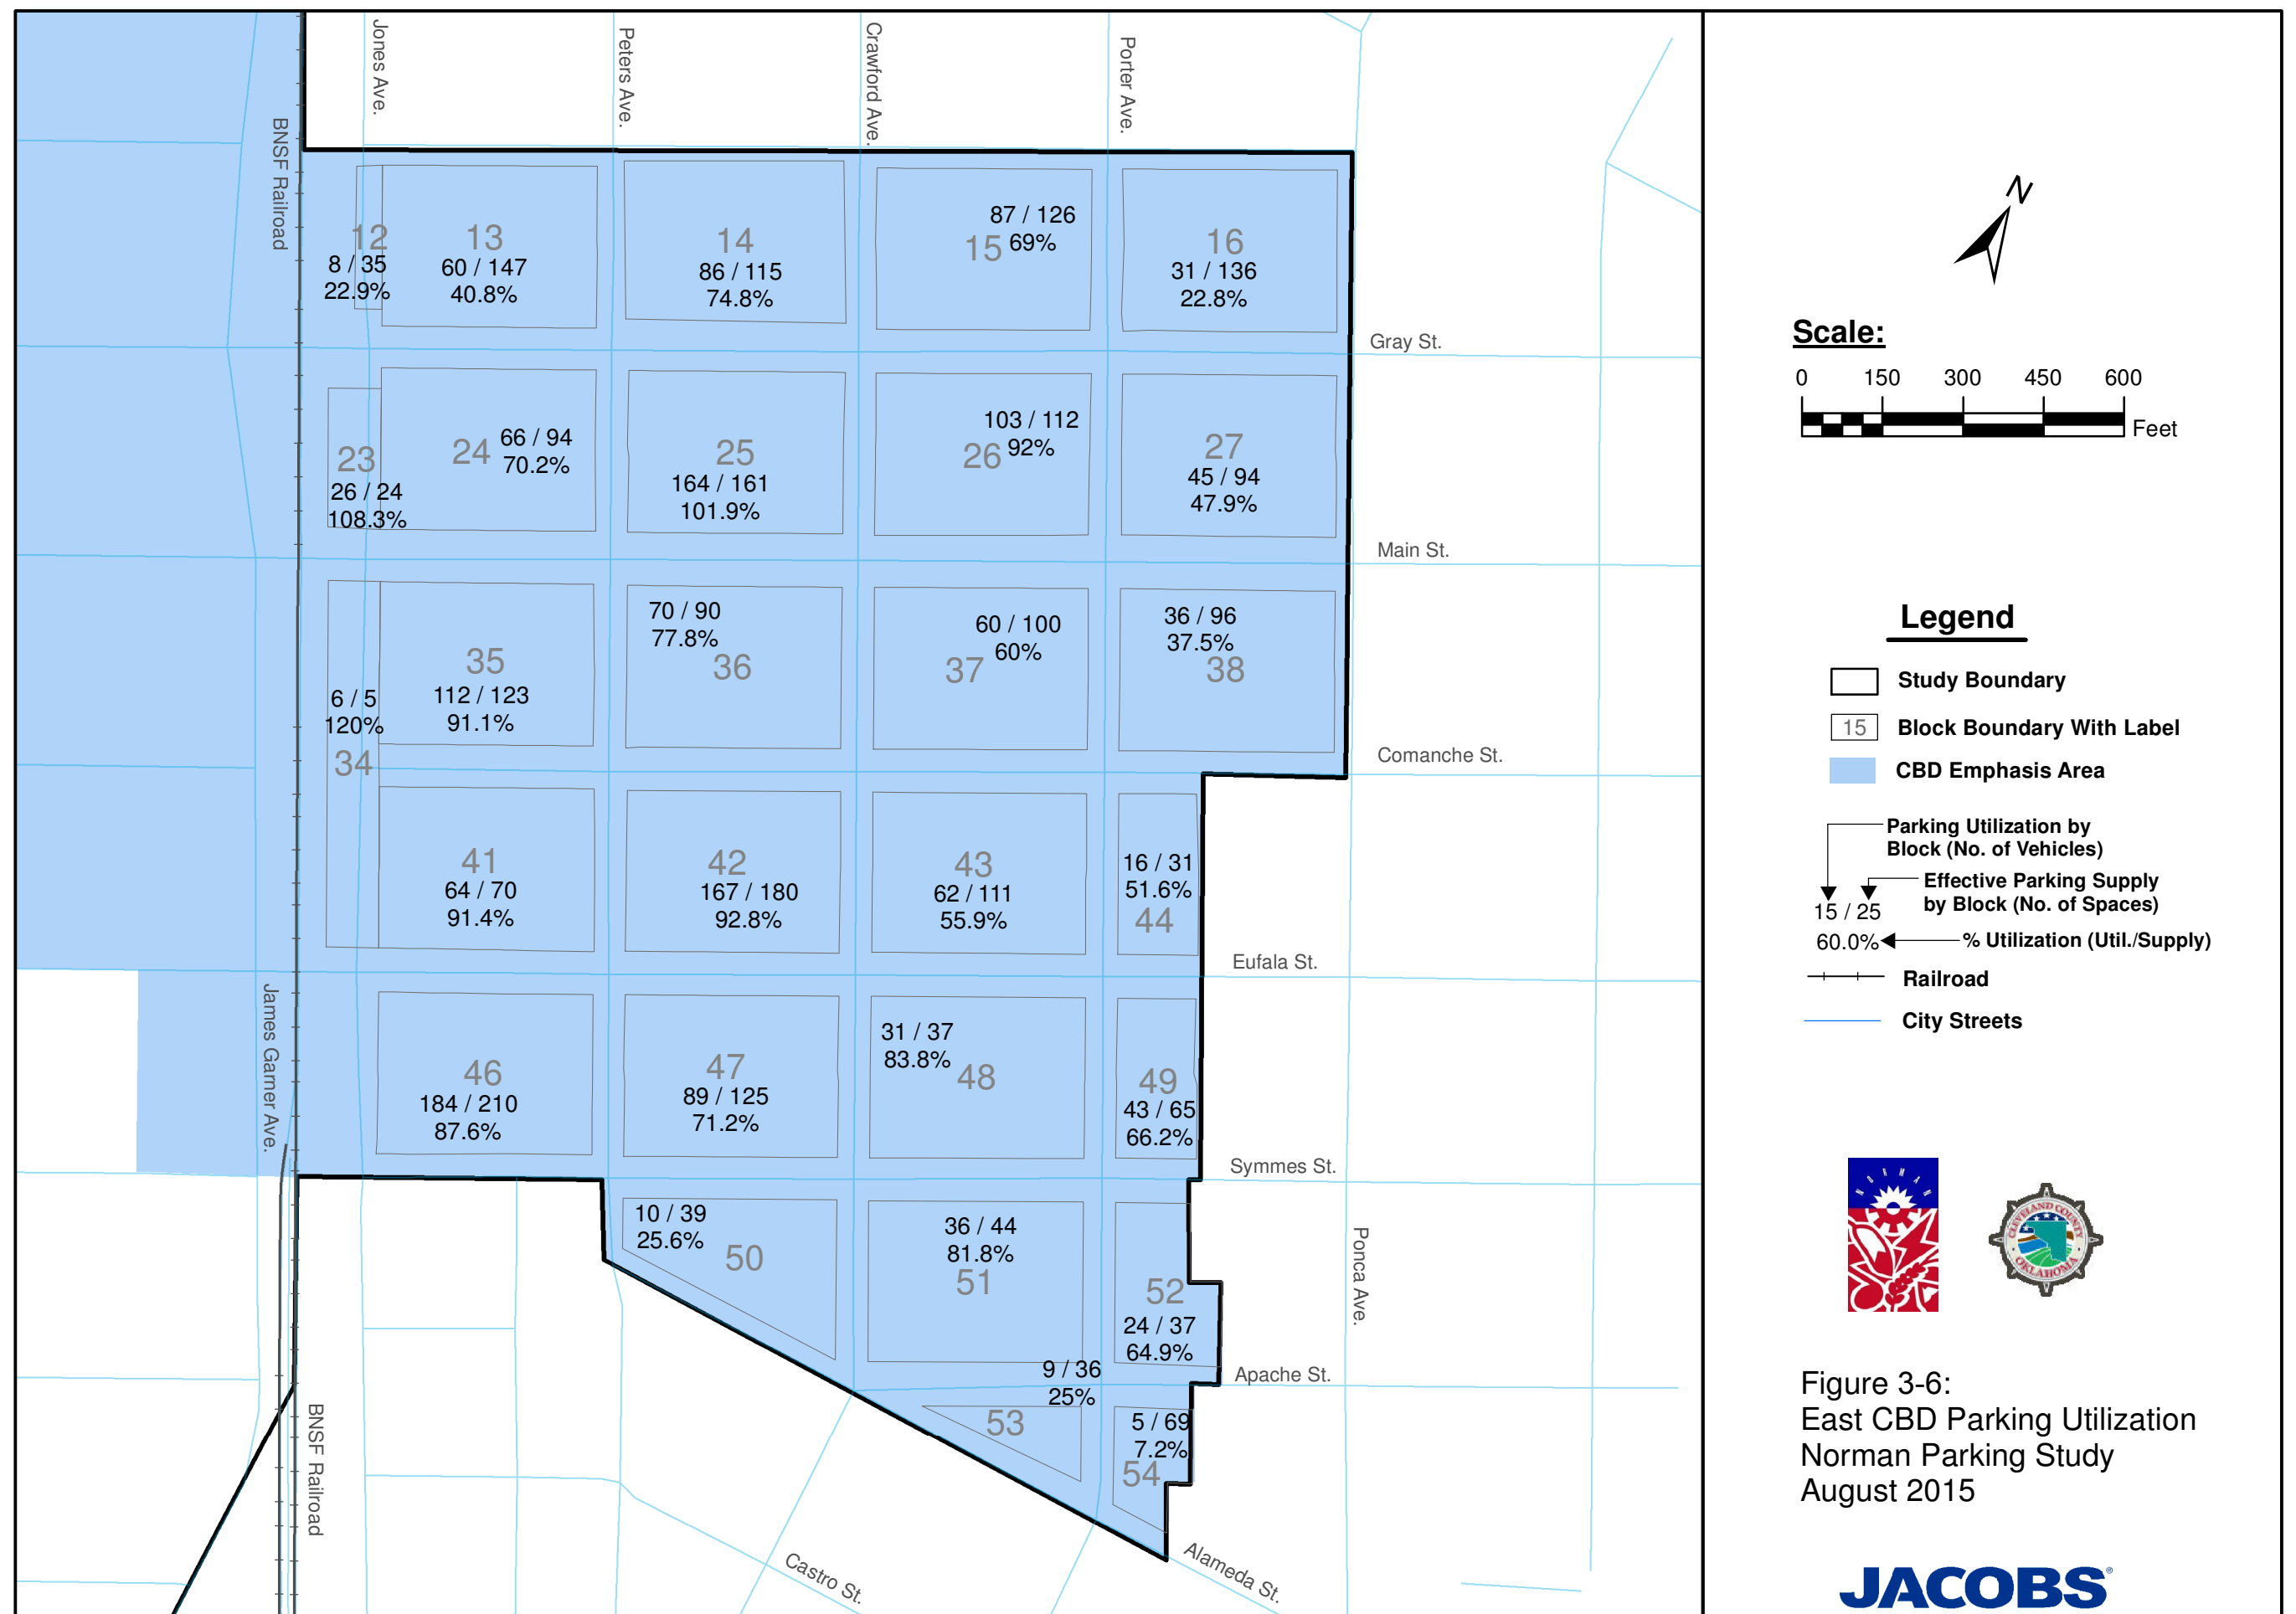 Jones Ave.
Peters Ave.
Crawford Ave.
Porter Ave.
BNSF Railroad
12
8 / 35
22.9%
13
60 / 147
40.8%
14
86 / 115
74.8%
87 / 126
15 69%
16
31 / 136
22.8%
Gray St.
23
26 / 24
108.3%
24 66 / 94
70.2%
25
164 / 161
101.9%
103 / 112
26 92%
27
45 / 94
47.9%
Main St.
6 / 5
120%
34
35
112 / 123
91.1%
70 / 90
77.8%
36
60 / 100
60%
37
36 / 96
37.5%
38
Comanche St.
41
64 / 70
91.4%
42
167 / 180
92.8%
43
62 / 111
55.9%
16 / 31
51.6%
44
Eufala St.
James Garner Ave.
46
184 / 210
87.6%
47
89 / 125
71.2%
31 / 37
83.8%
48
49
43 / 65
66.2%
Symmes St.
10 / 39
25.6%
50
36 / 44
81.8%
51
52
24 / 37
64.9%
Ponca Ave.
Apache St.
9 / 36
25%
53
5 / 69
7.2%
54
BNSF Railroad
Castro St.
Alameda St.
N
Scale:
0 150 300 450 600
Feet
Legend
Study Boundary
15 Block Boundary With Label
CBD Emphasis Area
Parking Utilization by
Block (No. of Vehicles)
Effective Parking Supply
by Block (No. of Spaces)
15 / 25
60.0% % Utilization (Util./Supply)
Railroad
City Streets
CLEVELAND COUNTY
OKLAHOMA
Figure 3-6:
East CBD Parking Utilization
Norman Parking Study
August 2015
JACOBS®